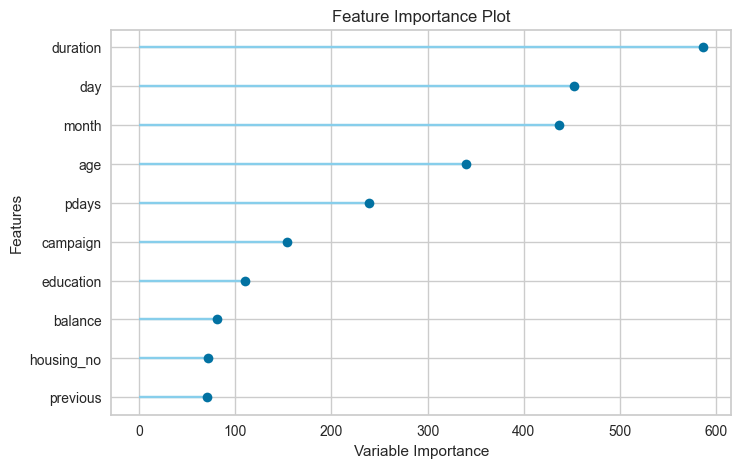 Feature Importance Plot
duration
day
month
age
pdays
campaign
education
balance
housing_no
previous
Features
0 100 200 300 400 500 600
Variable Importance